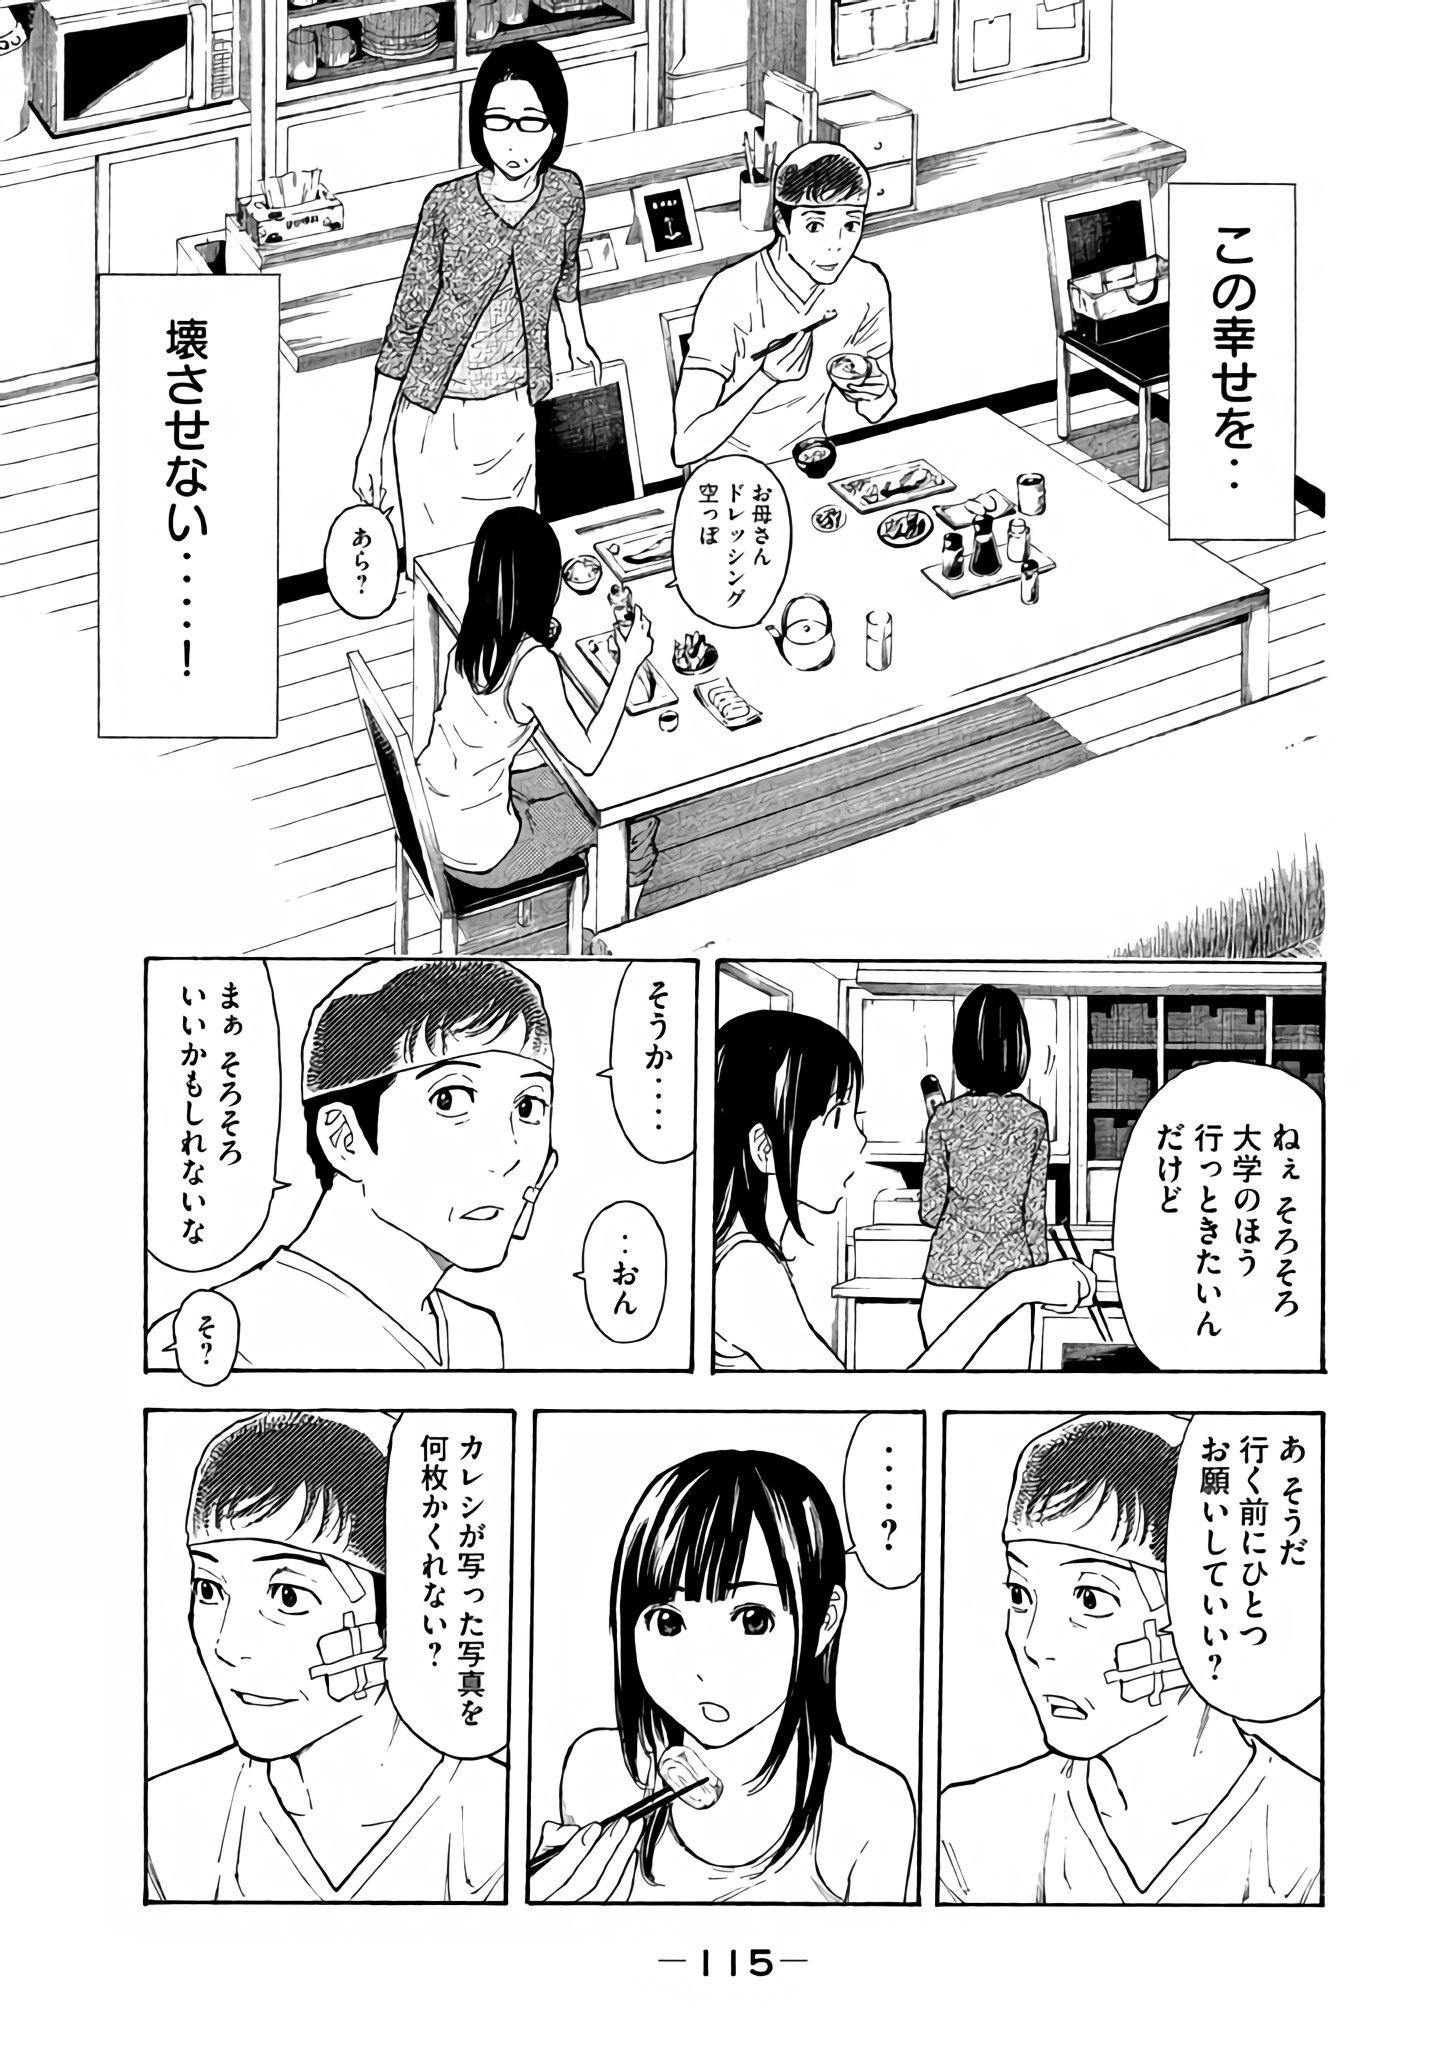 この幸せを‥
お母さん
ドレッシング
空っぽ
あら？
壊させない‥‥‥！
ねぇ そろそろ
大学のほう
行っときたいん
だけど
そうか‥‥
‥おん
まぁ そろそろ
いいかもしれないな
そ？
あ そうだ
行く前にひとつ
お願いしていい？
‥‥‥？
カレシが写った写真を
何枚かくれない？
—115—